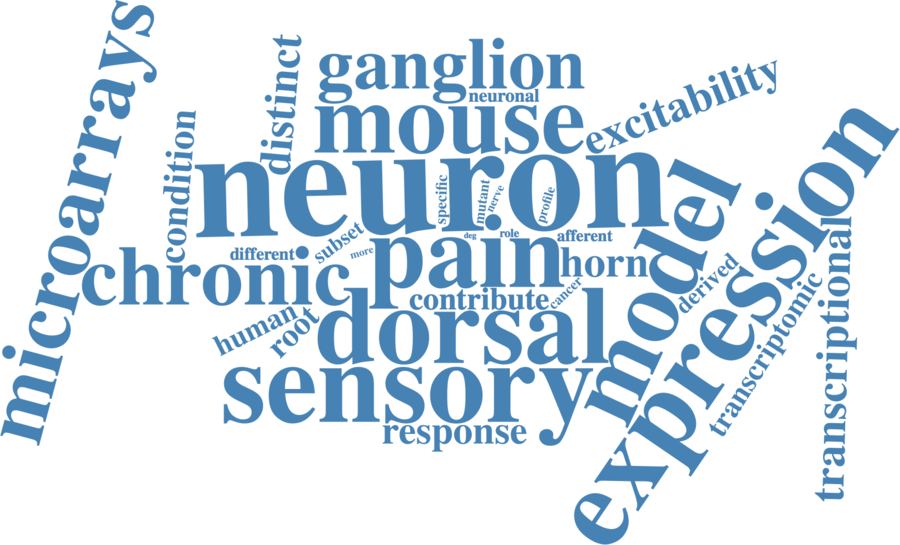 microarrays
condition
distinct
ganglion
neuronal
mouse
excitability
neuron
specific
mutant
nerve
profile
model
expression
different
subset
more
deg
role
afferent
pain
horn
chronic
contribute
cancer
derived
human
root
dorsal
transcriptomic
transcriptional
sensory
response